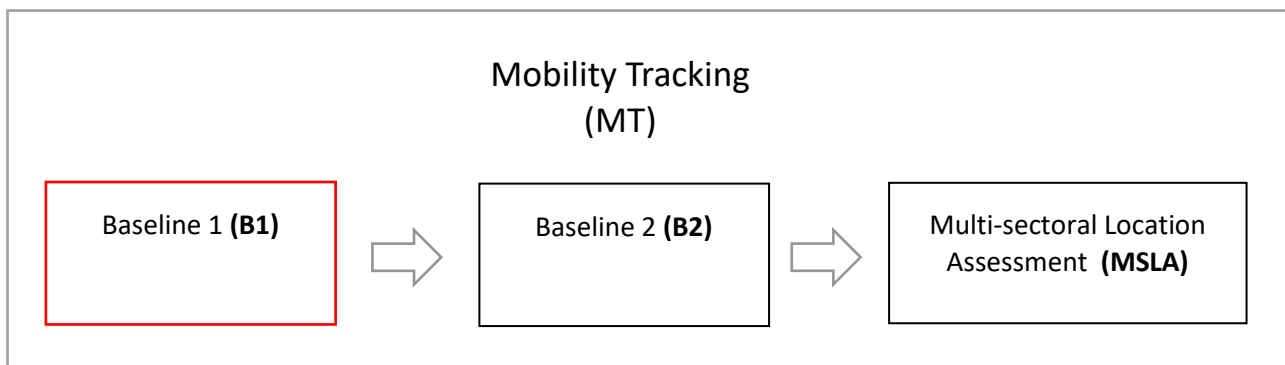 Mobility Tracking
(MT)
Baseline 1 (B1)
Baseline 2 (B2)
Multi-sectoral Location
Assessment (MSLA)